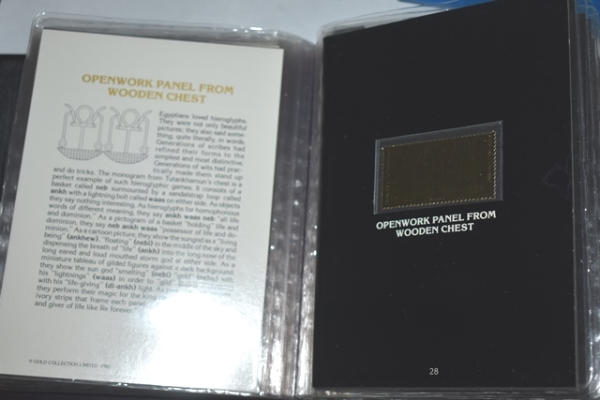 OPENWORK PANEL FROM
WOODEN CHEST
Egyptians loved hieroglyphs.
They were not only beautiful
pictures; they also said some-
thing, quite literally, in words.
Generations of scribes had
refined their forms to the
simplest and most distinctive.
Generations of wits had prac-
tically made them stand up
and do tricks. The monogram from Tutankhamun's chest is a
perfect example of such hieroglyphic games. It consists of a
basket called neb surmounted by a sandalstrap loop called
ankh with a lightning bolt called waas on either side. As objects
they say nothing interesting. As hieroglyphs for homophonous
words of different meaning, they say ankh waas neb "all life
and dominion." As a pictogram of a basket "holding" life and
dominion, they say neb ankh waas "possessor of life and do-
minion." As a cartoon picture; they show the sungod as a "living
being" (ankhew), "floating" (nebi) in the middle of the sky and
dispensing the breath of "life" (ankh) into the long nose of the
long eared and loud mouthed storm god at either side. As a
miniature tableau of gilded figures against a dark background,
they show the sun god "smelting" (nebi) "gold" (nebu) with
his "lightnings" (waas) in order to "gild"
with his "life-giving" (di-ankh) light. As
they perform their magic for the king
ivory strips that frame each panel
and giver of life like Re forever."
© GOLD COLLECTION LIMITED
OPENWORK PANEL FROM
WOODEN CHEST
28